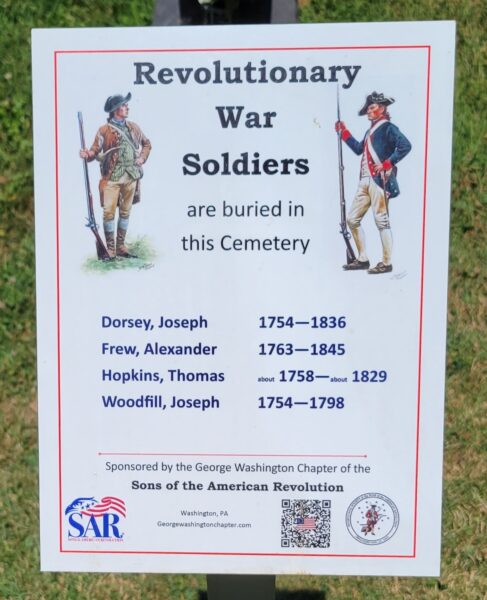 Revolutionary
War
Soldiers
are buried in
this Cemetery
Dorsey, Joseph 1754—1836
Frew, Alexander 1763—1845
Hopkins, Thomas about 1758—about 1829
Woodfill, Joseph 1754—1798
Sponsored by the George Washington Chapter of the
Sons of the American Revolution
SAR
Washington, PA
Georgewashingtonchapter.com